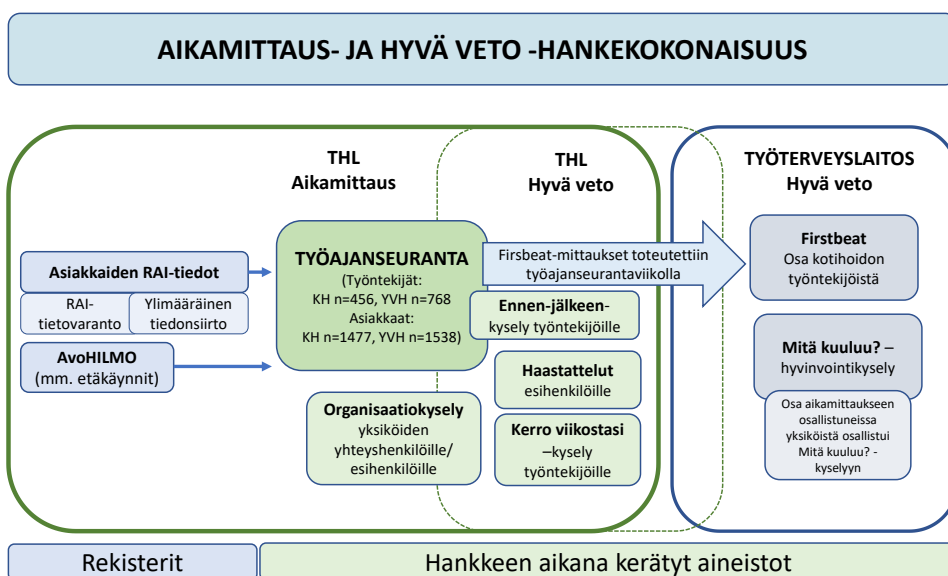 AIKAMITTAUS- JA HYVÄ VETO -HANKEKOKONAISUUS
THL
Aikamittaus
THL
Hyvä veto
TYÖTERVEYSLAITOS
Hyvä veto
Asiakkaiden RAI-tiedot
RAI-
tietovaranto
Ylimääräinen
tiedonsiirto
AvoHILMO
(mm. etäkäynnit)
TYÖAJANSEURANTA
(Työntekijät:
KH n=456, YVH n=768
Asiakkaat:
KH n=1477, YVH n=1538)
Organisaatiokysely
yksiköiden
yhteyshenkilöille/
esihenkilöille
Firsbeat-mittaukset toteutettiin
työajanseurantaviikolla
Ennen-jälkeen-
kysely työntekijöille
Haastattelut
esihenkilöille
Kerro viikostasi
–kysely
työntekijöille
Firstbeat
Osa kotihoidon
työntekijöistä
Mitä kuuluu? –
hyvinvointikysely
Osa aikamittaukseen
osallistuneissa
yksiköistä osallistui
Mitä kuuluu? -
kyselyyn
Rekisterit
Hankkeen aikana kerätyt aineistot